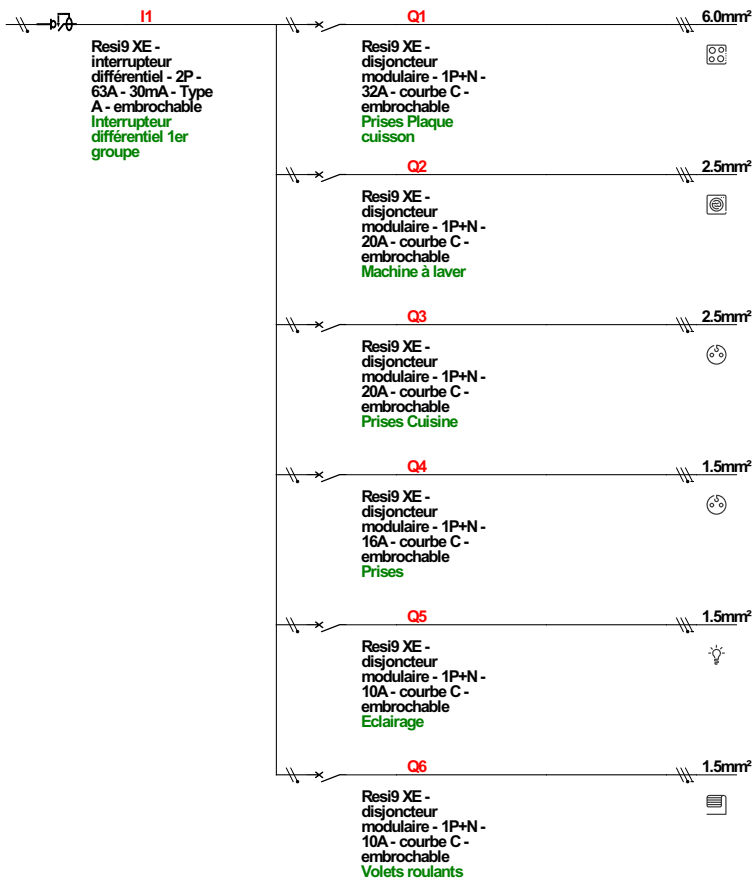 I1
Resi9 XE -
interrupteur
différentiel - 2P -
63A - 30mA - Type
A - embrochable
Interrupteur
différentiel 1er
groupe
Q1
6.0mm²
Resi9 XE -
disjoncteur
modulaire - 1P+N -
32A - courbe C -
embrochable
Prises Plaque
cuisson
Q2
2.5mm²
Resi9 XE -
disjoncteur
modulaire - 1P+N -
20A - courbe C -
embrochable
Machine à laver
Q3
2.5mm²
Resi9 XE -
disjoncteur
modulaire - 1P+N -
20A - courbe C -
embrochable
Prises Cuisine
Q4
1.5mm²
Resi9 XE -
disjoncteur
modulaire - 1P+N -
16A - courbe C -
embrochable
Prises
Q5
1.5mm²
Resi9 XE -
disjoncteur
modulaire - 1P+N -
10A - courbe C -
embrochable
Eclairage
Q6
1.5mm²
Resi9 XE -
disjoncteur
modulaire - 1P+N -
10A - courbe C -
embrochable
Volets roulants